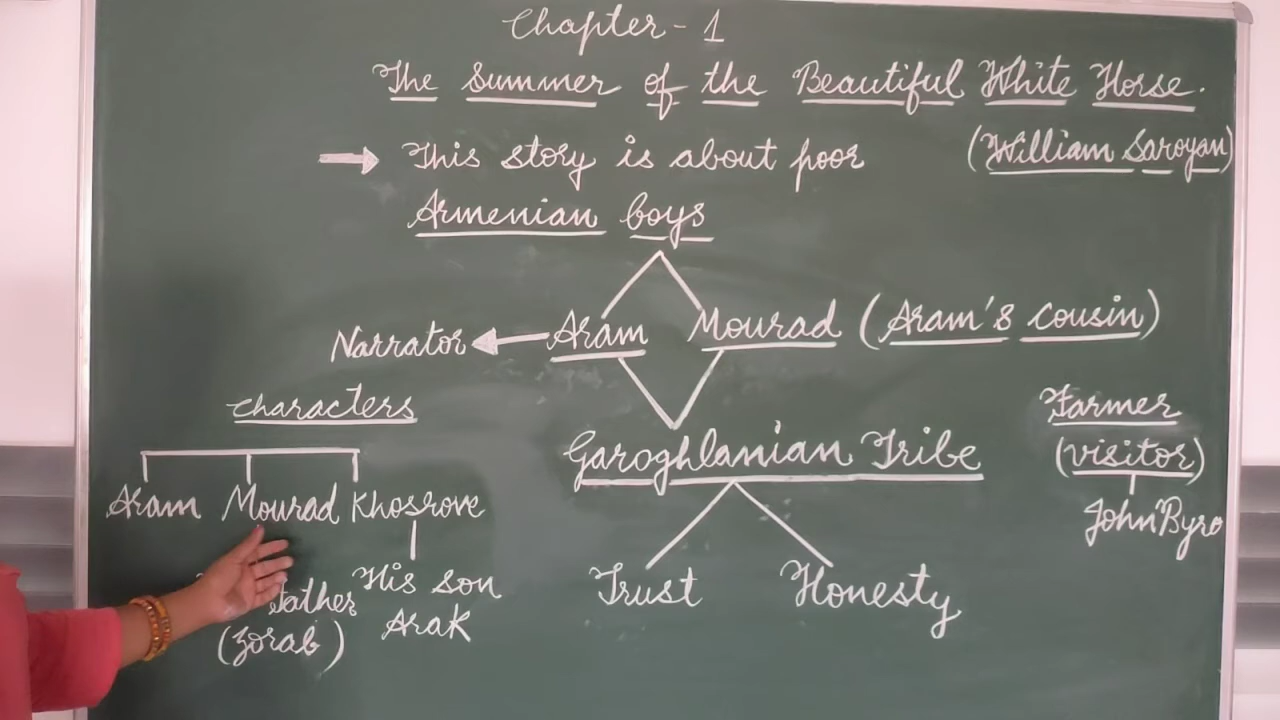 Chapter - 1
The Summer of the Beautiful White Horse.
(William Saroyan)
→ This story is about poor
Armenian boys
Narrator ← Aram Mourad (Aram's cousin)
Characters
Aram Mourad Khosrove
Father
(Zorab)
His son
Arak
Garoghlanian Tribe
Trust Honesty
Farmer
(visitor)
John Byro